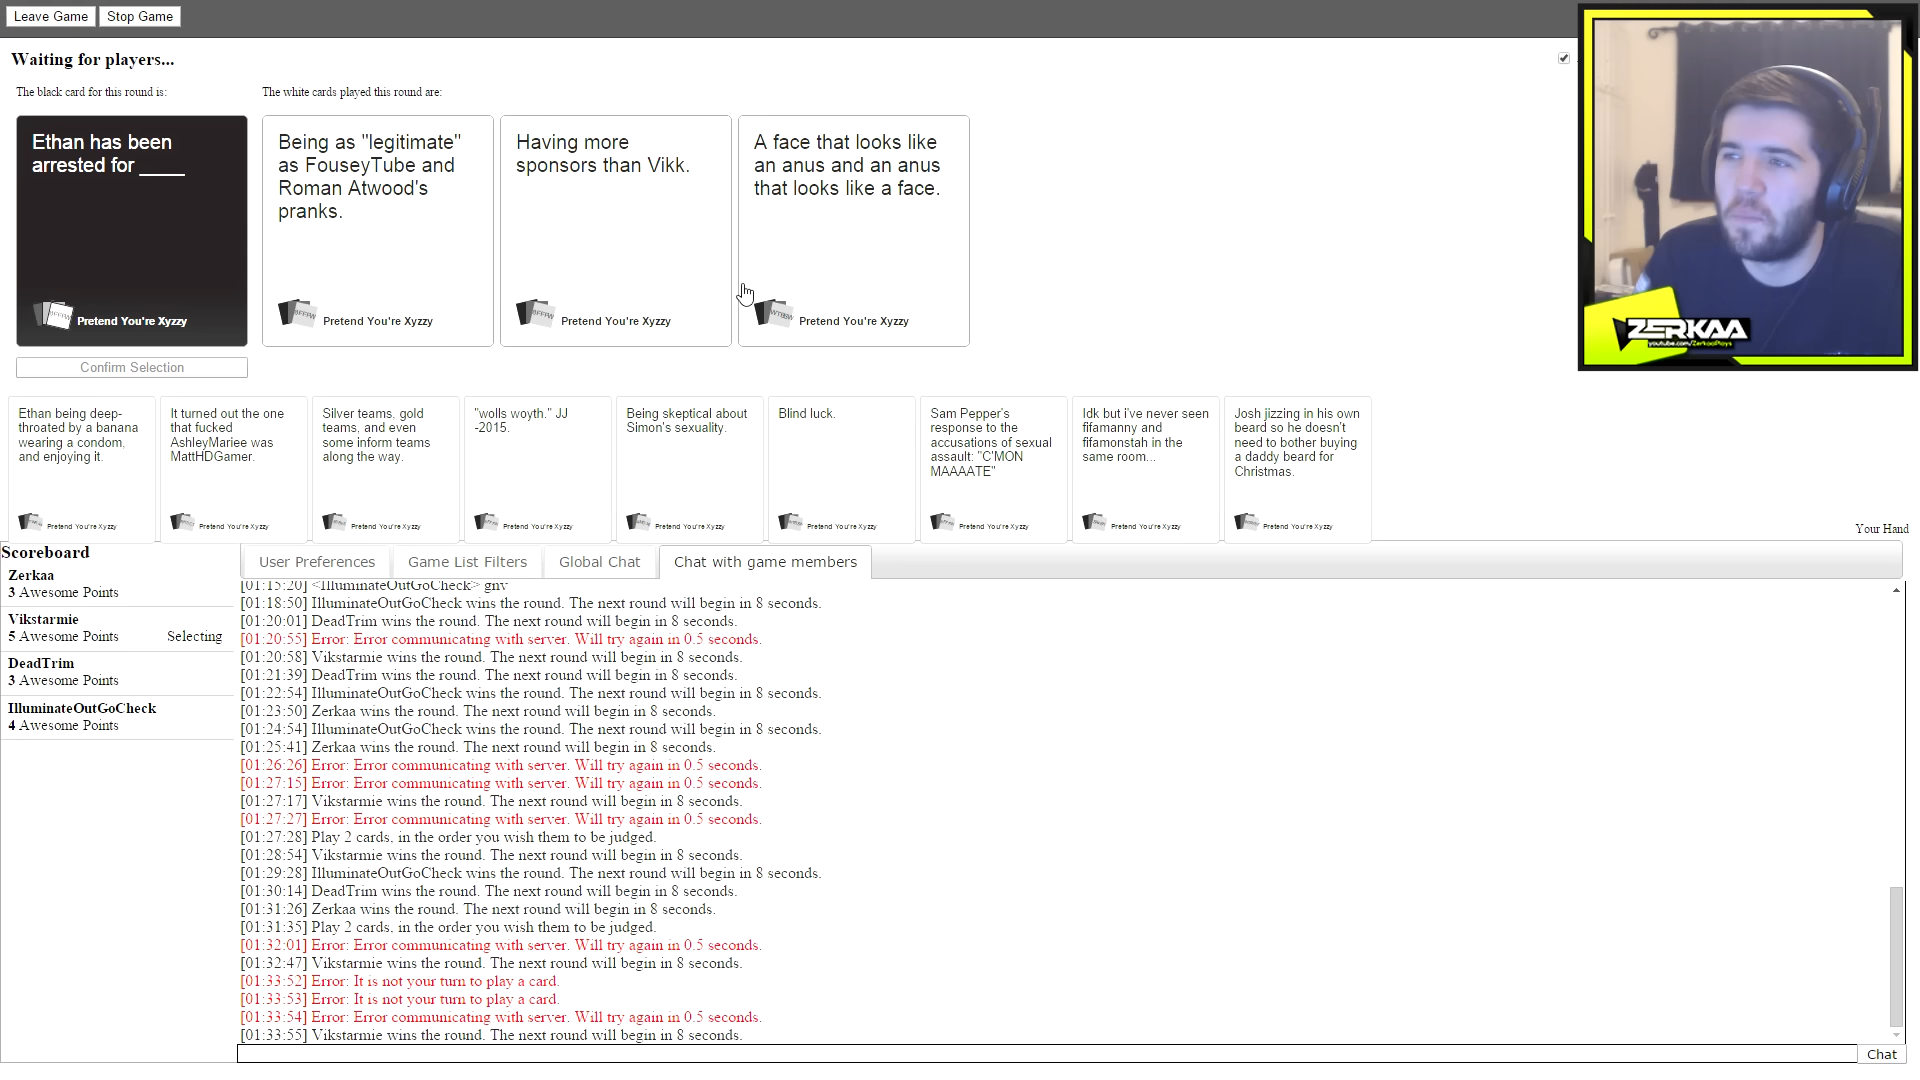 Leave Game
Stop Game
Waiting for players...
The black card for this round is:
The white cards played this round are:
Ethan has been
arrested for ____
Pretend You're Xyzzy
Being as "legitimate"
as FouseyTube and
Roman Atwood's
pranks.
Pretend You're Xyzzy
Having more
sponsors than Vikk.
Pretend You're Xyzzy
A face that looks like
an anus and an anus
that looks like a face.
Pretend You're Xyzzy
ZERKAA
youtube.com/ZerkaaPlays
Confirm Selection
Ethan being deep-
throated by a banana
wearing a condom,
and enjoying it.
Pretend You're Xyzzy
It turned out the one
that fucked
AshleyMariee was
MattHDGamer.
Pretend You're Xyzzy
Silver teams, gold
teams, and even
some inform teams
along the way.
Pretend You're Xyzzy
"wolls woyth." JJ
-2015.
Pretend You're Xyzzy
Being skeptical about
Simon's sexuality.
Pretend You're Xyzzy
Blind luck.
Pretend You're Xyzzy
Sam Pepper's
response to the
accusations of sexual
assault: "C'MON
MAAAATE"
Pretend You're Xyzzy
Idk but i've never seen
fifamanny and
fifamonstah in the
same room...
Pretend You're Xyzzy
Josh jizzing in his own
beard so he doesn't
need to bother buying
a daddy beard for
Christmas.
Pretend You're Xyzzy
Your Hand
Scoreboard
Zerkaa
3 Awesome Points
Vikstarmie
5 Awesome Points Selecting
DeadTrim
3 Awesome Points
IlluminateOutGoCheck
4 Awesome Points
User Preferences
Game List Filters
Global Chat
Chat with game members
[01:15:20] <IlluminateOutGoCheck> gnv
[01:18:50] IlluminateOutGoCheck wins the round. The next round will begin in 8 seconds.
[01:20:01] DeadTrim wins the round. The next round will begin in 8 seconds.
[01:20:55] Error: Error communicating with server. Will try again in 0.5 seconds.
[01:20:58] Vikstarmie wins the round. The next round will begin in 8 seconds.
[01:21:39] DeadTrim wins the round. The next round will begin in 8 seconds.
[01:22:54] IlluminateOutGoCheck wins the round. The next round will begin in 8 seconds.
[01:23:50] Zerkaa wins the round. The next round will begin in 8 seconds.
[01:24:54] IlluminateOutGoCheck wins the round. The next round will begin in 8 seconds.
[01:25:41] Zerkaa wins the round. The next round will begin in 8 seconds.
[01:26:26] Error: Error communicating with server. Will try again in 0.5 seconds.
[01:27:15] Error: Error communicating with server. Will try again in 0.5 seconds.
[01:27:17] Vikstarmie wins the round. The next round will begin in 8 seconds.
[01:27:27] Error: Error communicating with server. Will try again in 0.5 seconds.
[01:27:28] Play 2 cards, in the order you wish them to be judged.
[01:28:54] Vikstarmie wins the round. The next round will begin in 8 seconds.
[01:29:28] IlluminateOutGoCheck wins the round. The next round will begin in 8 seconds.
[01:30:14] DeadTrim wins the round. The next round will begin in 8 seconds.
[01:31:26] Zerkaa wins the round. The next round will begin in 8 seconds.
[01:31:35] Play 2 cards, in the order you wish them to be judged.
[01:32:01] Error: Error communicating with server. Will try again in 0.5 seconds.
[01:32:47] Vikstarmie wins the round. The next round will begin in 8 seconds.
[01:33:52] Error: It is not your turn to play a card.
[01:33:53] Error: It is not your turn to play a card.
[01:33:54] Error: Error communicating with server. Will try again in 0.5 seconds.
[01:33:55] Vikstarmie wins the round. The next round will begin in 8 seconds.
Chat